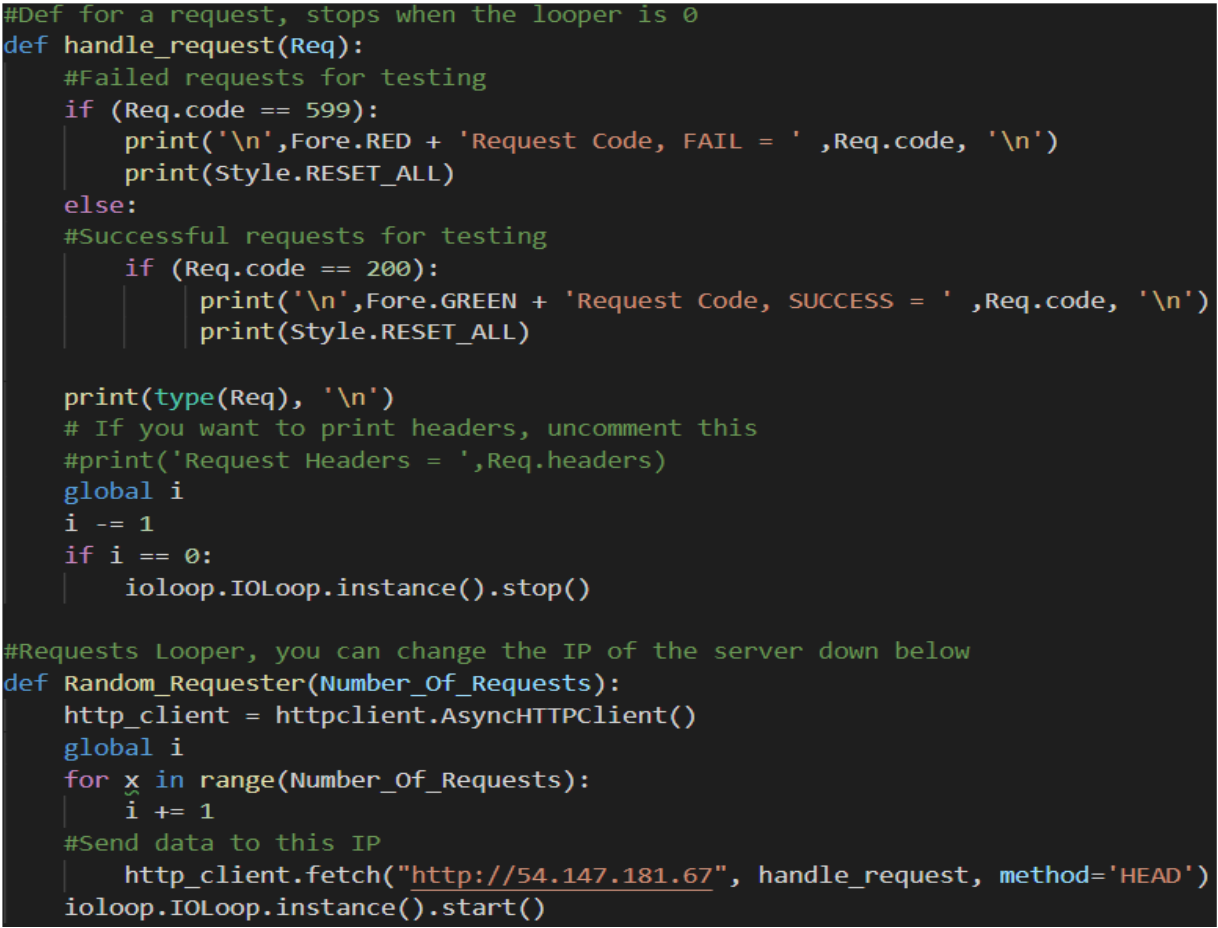 #Def for a request, stops when the looper is 0
def handle_request(Req):
    #Failed requests for testing
    if (Req.code == 599):
        print('\n',Fore.RED + 'Request Code, FAIL = ' ,Req.code, '\n')
        print(Style.RESET_ALL)
    else:
    #Successful requests for testing
        if (Req.code == 200):
             print('\n',Fore.GREEN + 'Request Code, SUCCESS = ' ,Req.code, '\n')
             print(Style.RESET_ALL)

    print(type(Req), '\n')
    # If you want to print headers, uncomment this
    #print('Request Headers = ',Req.headers)
    global i
    i -= 1
    if i == 0:
        ioloop.IOLoop.instance().stop()

#Requests Looper, you can change the IP of the server down below
def Random_Requester(Number_Of_Requests):
    http_client = httpclient.AsyncHTTPClient()
    global i
    for x in range(Number_Of_Requests):
        i += 1
    #Send data to this IP
        http_client.fetch("http://54.147.181.67", handle_request, method='HEAD')
    ioloop.IOLoop.instance().start()